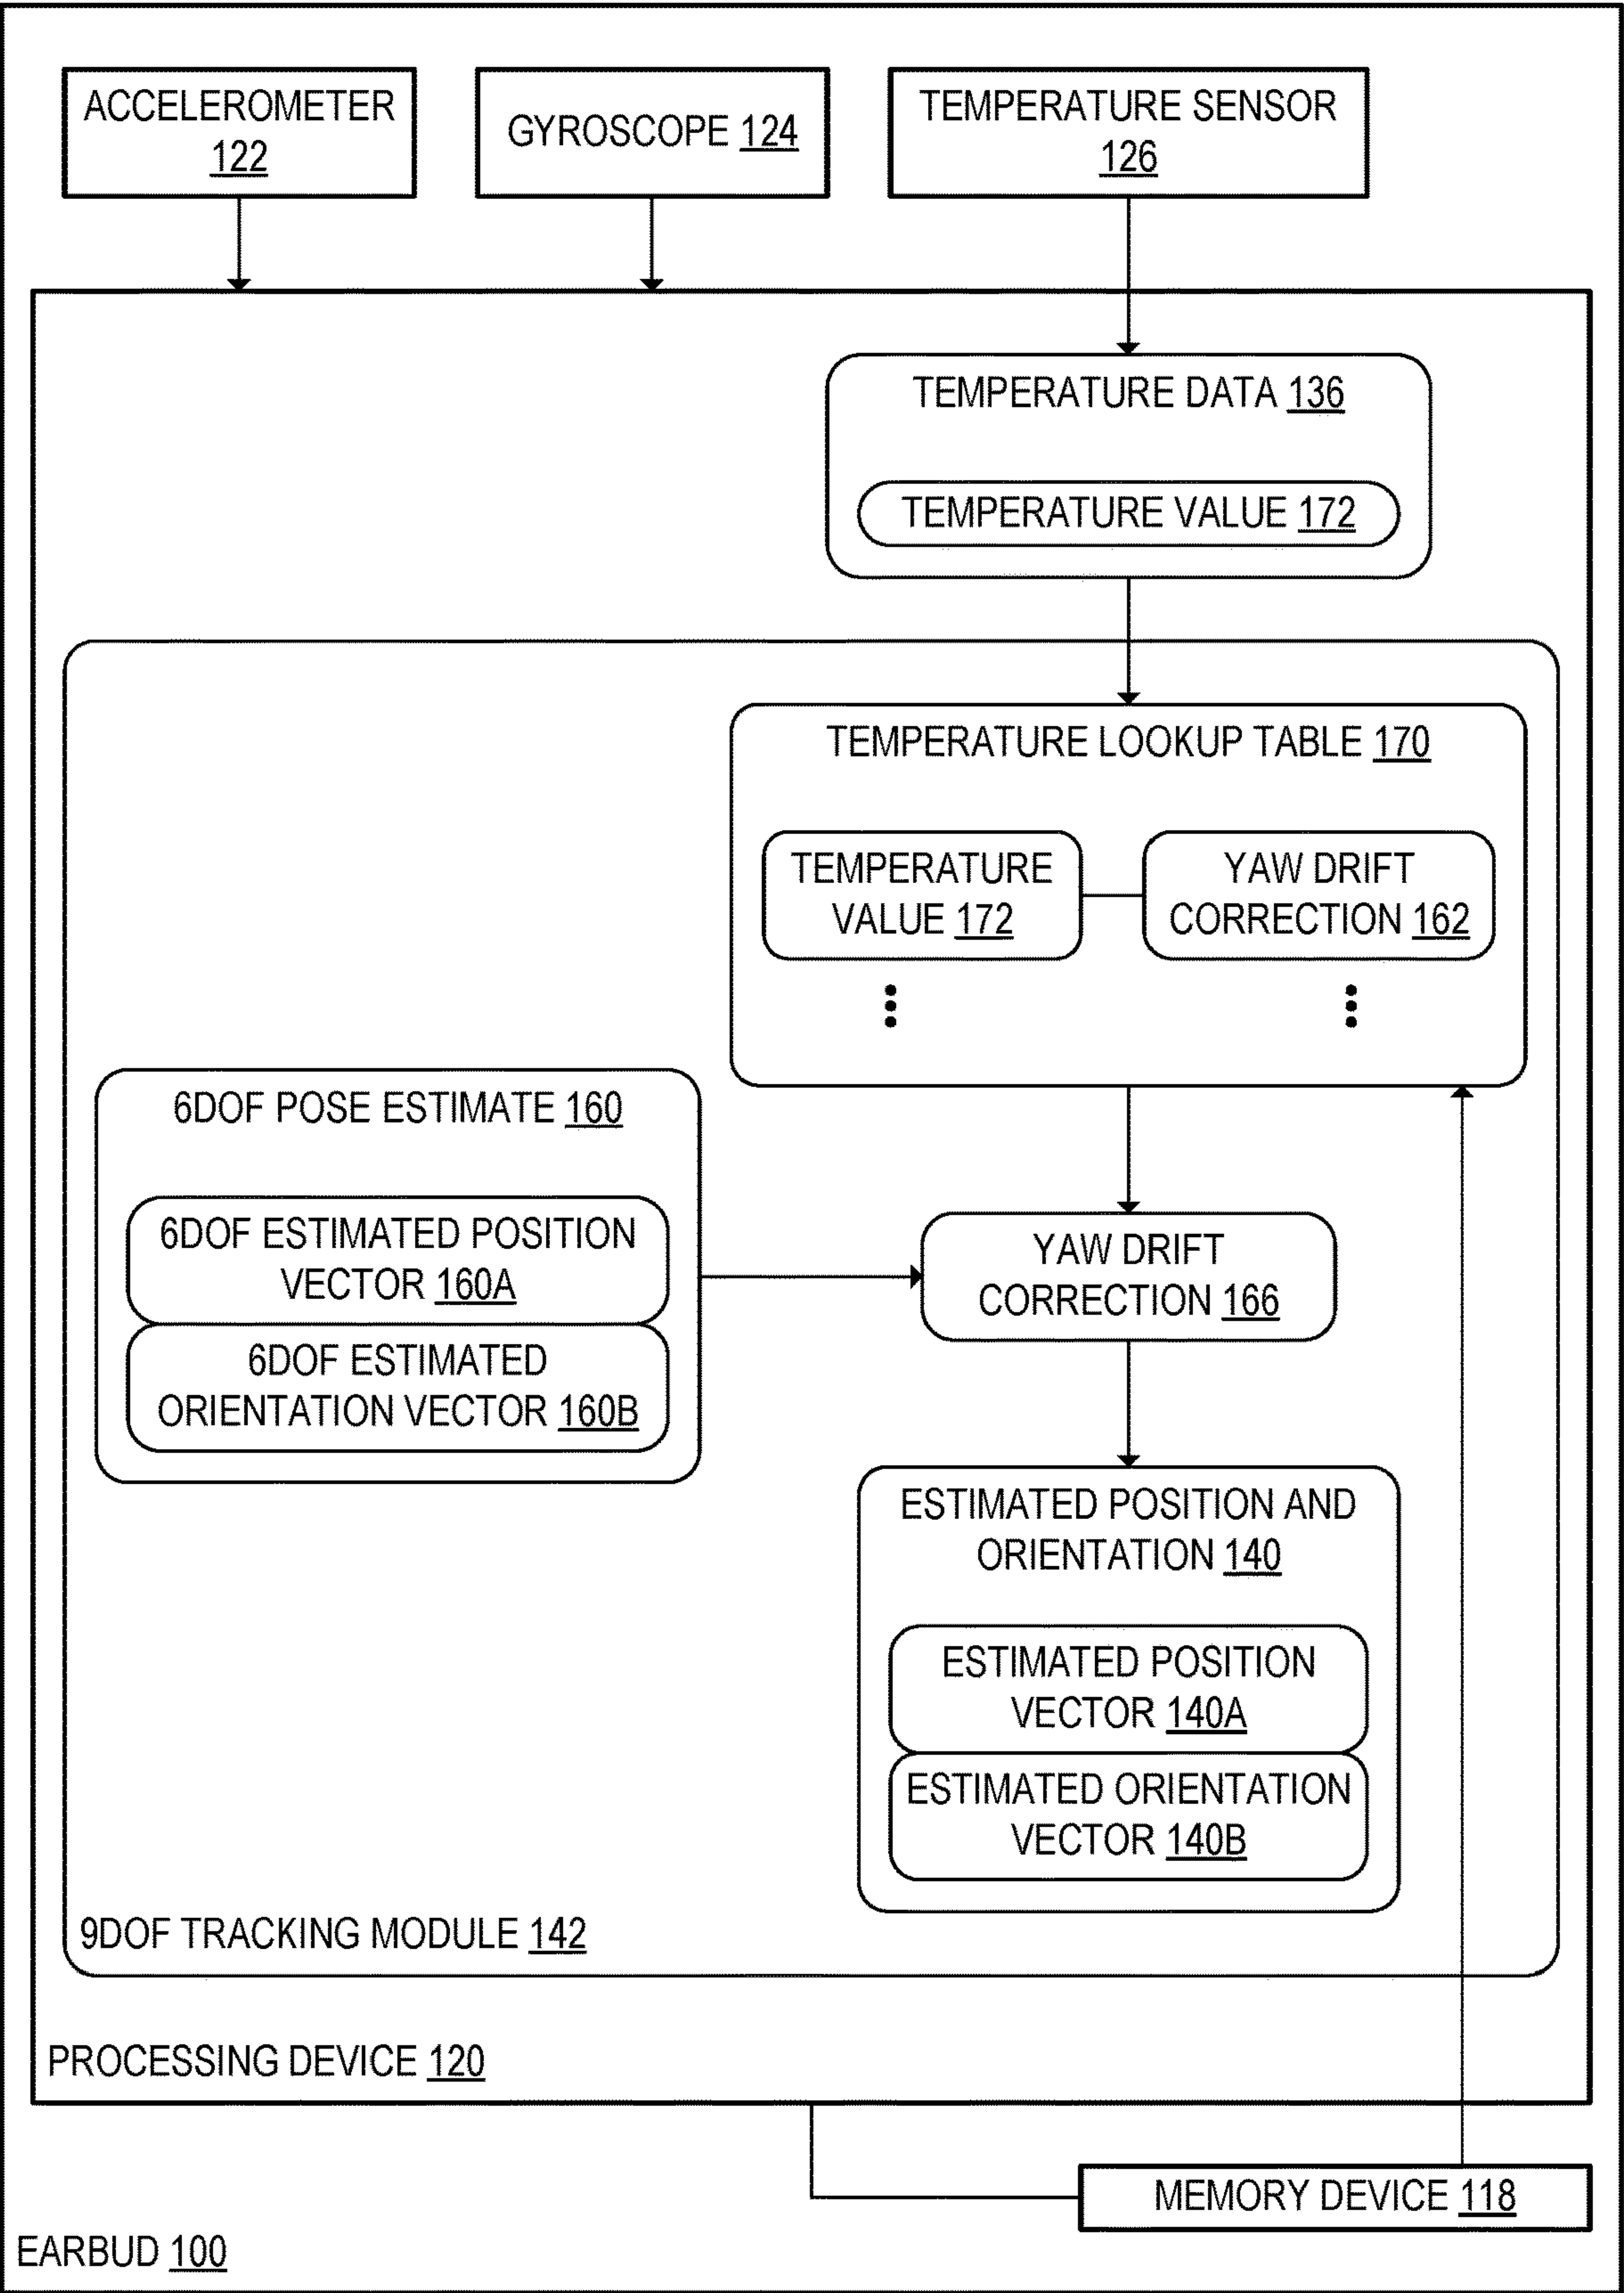 ACCELEROMETER
122
GYROSCOPE 124
TEMPERATURE SENSOR
126
TEMPERATURE DATA 136
TEMPERATURE VALUE 172
TEMPERATURE LOOKUP TABLE 170
TEMPERATURE
VALUE 172
YAW DRIFT
CORRECTION 162
6DOF POSE ESTIMATE 160
6DOF ESTIMATED POSITION
VECTOR 160A
6DOF ESTIMATED
ORIENTATION VECTOR 160B
YAW DRIFT
CORRECTION 166
ESTIMATED POSITION AND
ORIENTATION 140
ESTIMATED POSITION
VECTOR 140A
ESTIMATED ORIENTATION
VECTOR 140B
9DOF TRACKING MODULE 142
PROCESSING DEVICE 120
MEMORY DEVICE 118
EARBUD 100